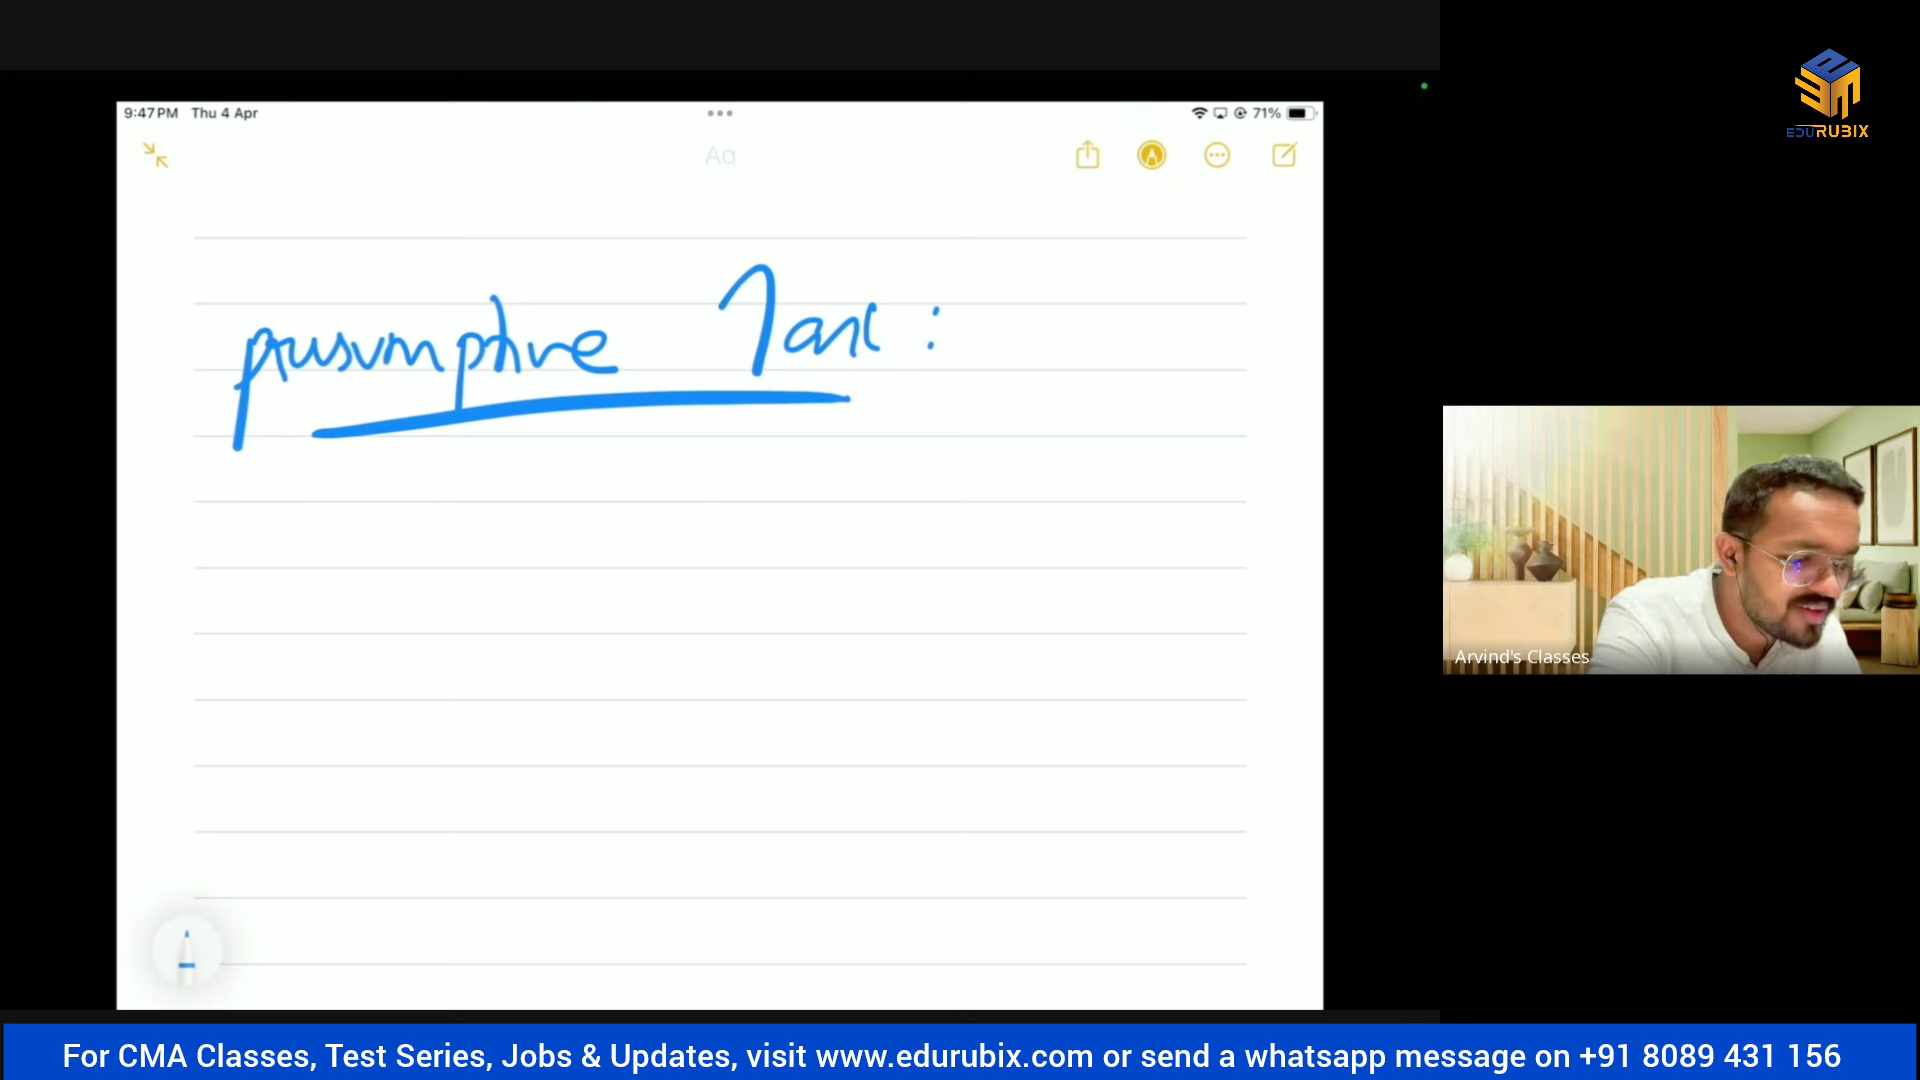 9:47 PM Thu 4 Apr
71%
Aa
EDURUBIX
presumptive Tax :
Arvind's Classes
For CMA Classes, Test Series, Jobs & Updates, visit www.edurubix.com or send a whatsapp message on +91 8089 431 156